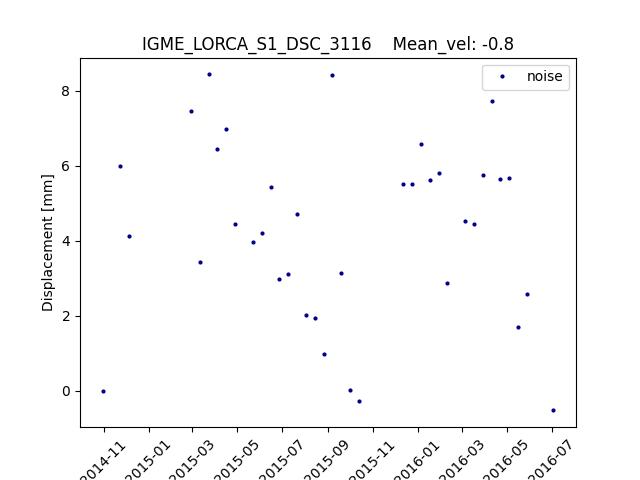 IGME_LORCA_S1_DSC_3116    Mean_vel: -0.8
noise
Displacement [mm]
8
6
4
2
0
2014-11 2015-01 2015-03 2015-05 2015-07 2015-09 2015-11 2016-01 2016-03 2016-05 2016-07